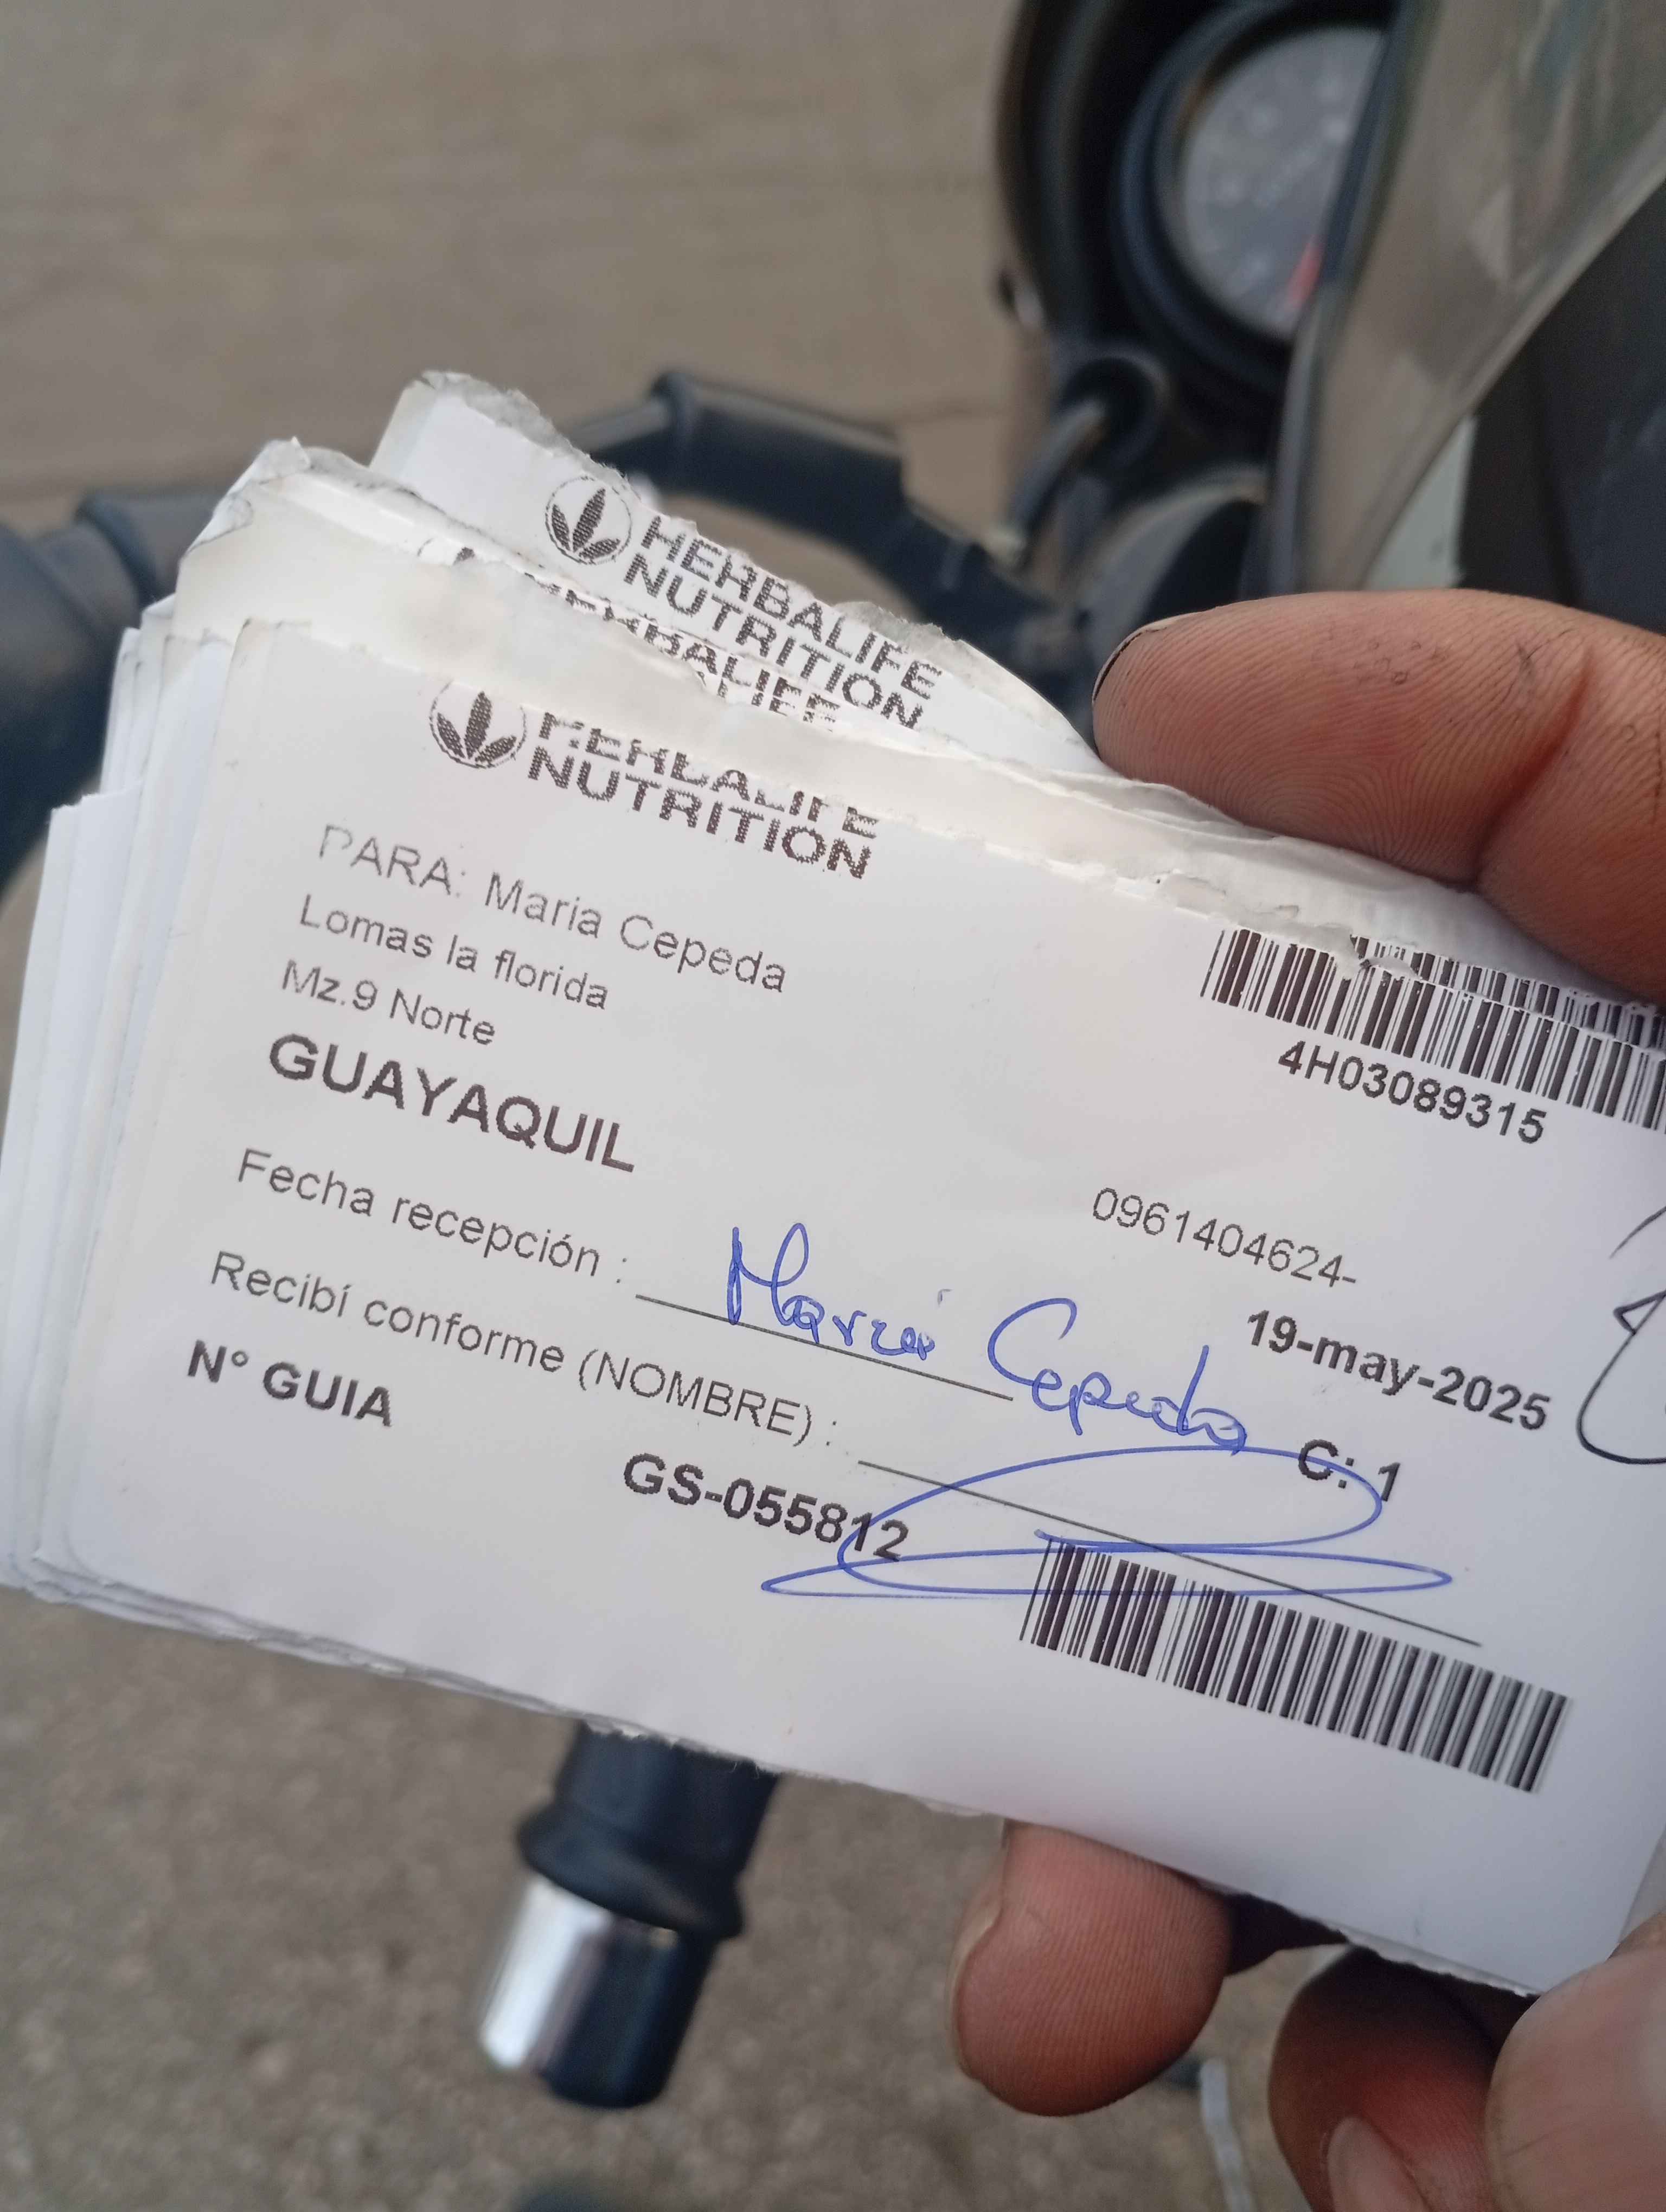 HERBALIFE
NUTRITION
HERBALIFE
HERBALIFE
NUTRITION
PARA: Maria Cepeda
Lomas la florida
Mz.9 Norte
GUAYAQUIL
4H03089315
0961404624-
Fecha recepción :
19-may-2025
Maria Cepeda
Recibí conforme (NOMBRE) :
C: 1
N° GUIA
GS-055812